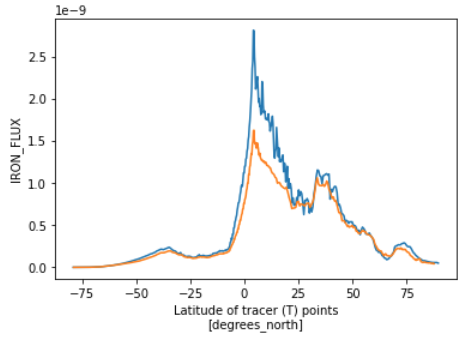 1e−9
2.5
2.0
1.5
1.0
0.5
0.0
IRON_FLUX
−75 −50 −25 0 25 50 75
Latitude of tracer (T) points
[degrees_north]